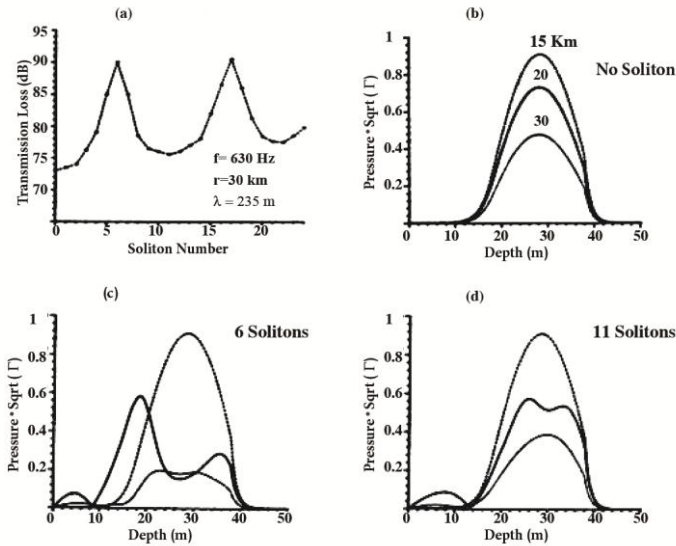 (a)
95
90
85
80
75
70
0
5
10
15
20
Transmission Loss (dB)
Soliton Number
f= 630 Hz
r=30 km
λ = 235 m
(b)
1
0.8
0.6
0.4
0.2
0
10
20
30
40
50
Pressure*Sqrt (Γ)
Depth (m)
15 Km
20
30
No Soliton
(c)
1
0.8
0.6
0.4
0.2
0
10
20
30
40
50
Pressure*Sqrt (Γ)
Depth (m)
6 Solitons
(d)
1
0.8
0.6
0.4
0.2
0
10
20
30
40
50
Pressure*Sqrt (Γ)
Depth (m)
11 Solitons